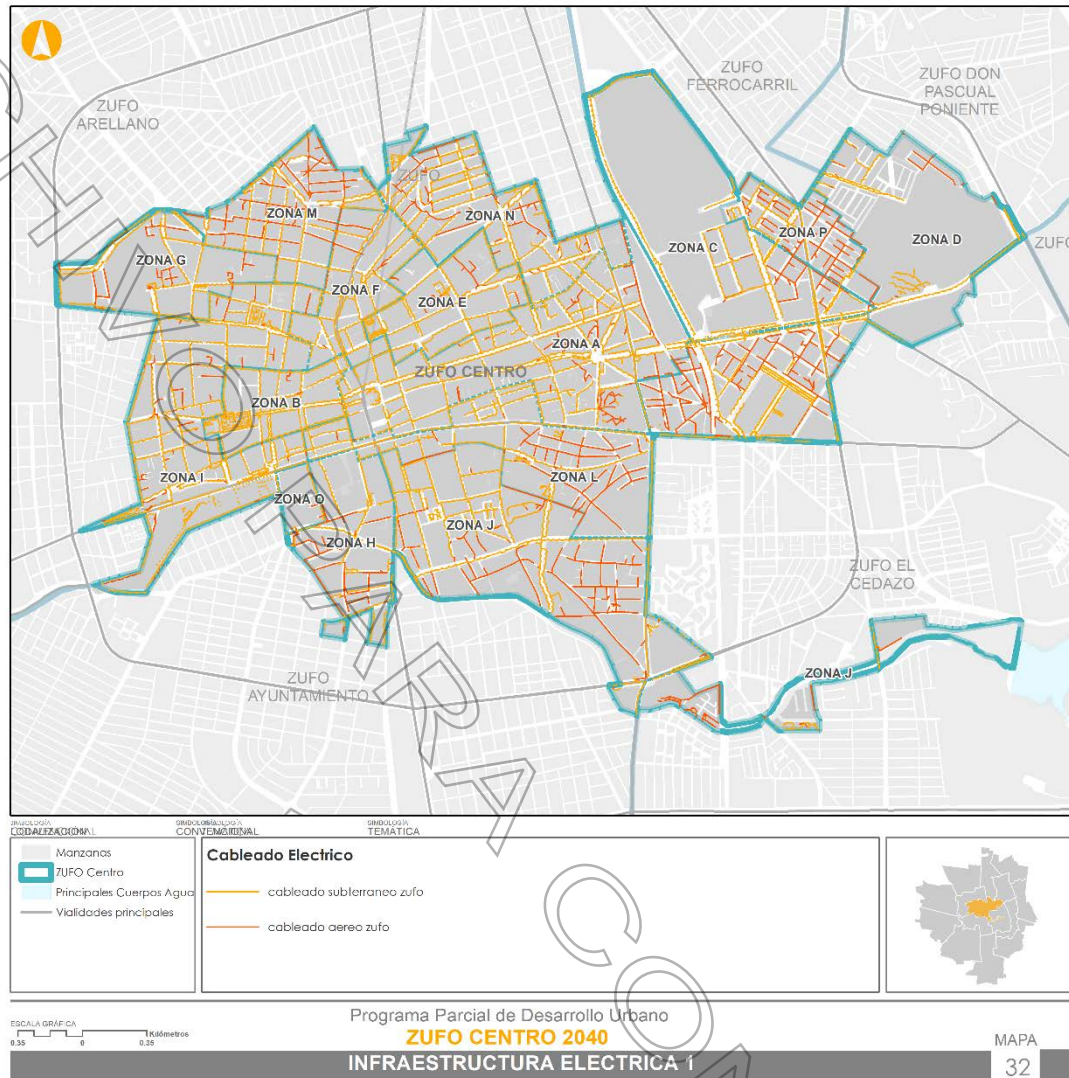 ZUFO
FERROCARRIL
ZUFO DON
PASCUAL
PONIENTE
ZUFO
ARELLANO
ZUFO
ZONA M
ZONA N
ZONA P
ZONA D
ZUFO
ZONA C
ZONA G
ZONA F
ZONA E
ZONA A
ZUFO CENTRO
ZONA B
ZONA I
ZONA L
ZONA O
ZONA J
ZONA H
ZUFO EL
CEDAZO
ZUFO
AYUNTAMIENTO
ZONA J
SIMBOLOGÍA
CONVENCIONAL
SIMBOLOGÍA
TEMÁTICA
Manzanas
ZUFO Centro
Principales Cuerpos Agua
Vialidades principales
Cableado Electrico
cableado subterraneo zufo
cableado aereo zufo
ESCALA GRÁFICA
Kilómetros
0.35 0 0.35
Programa Parcial de Desarrollo Urbano
ZUFO CENTRO 2040
INFRAESTRUCTURA ELECTRICA 1
MAPA
32